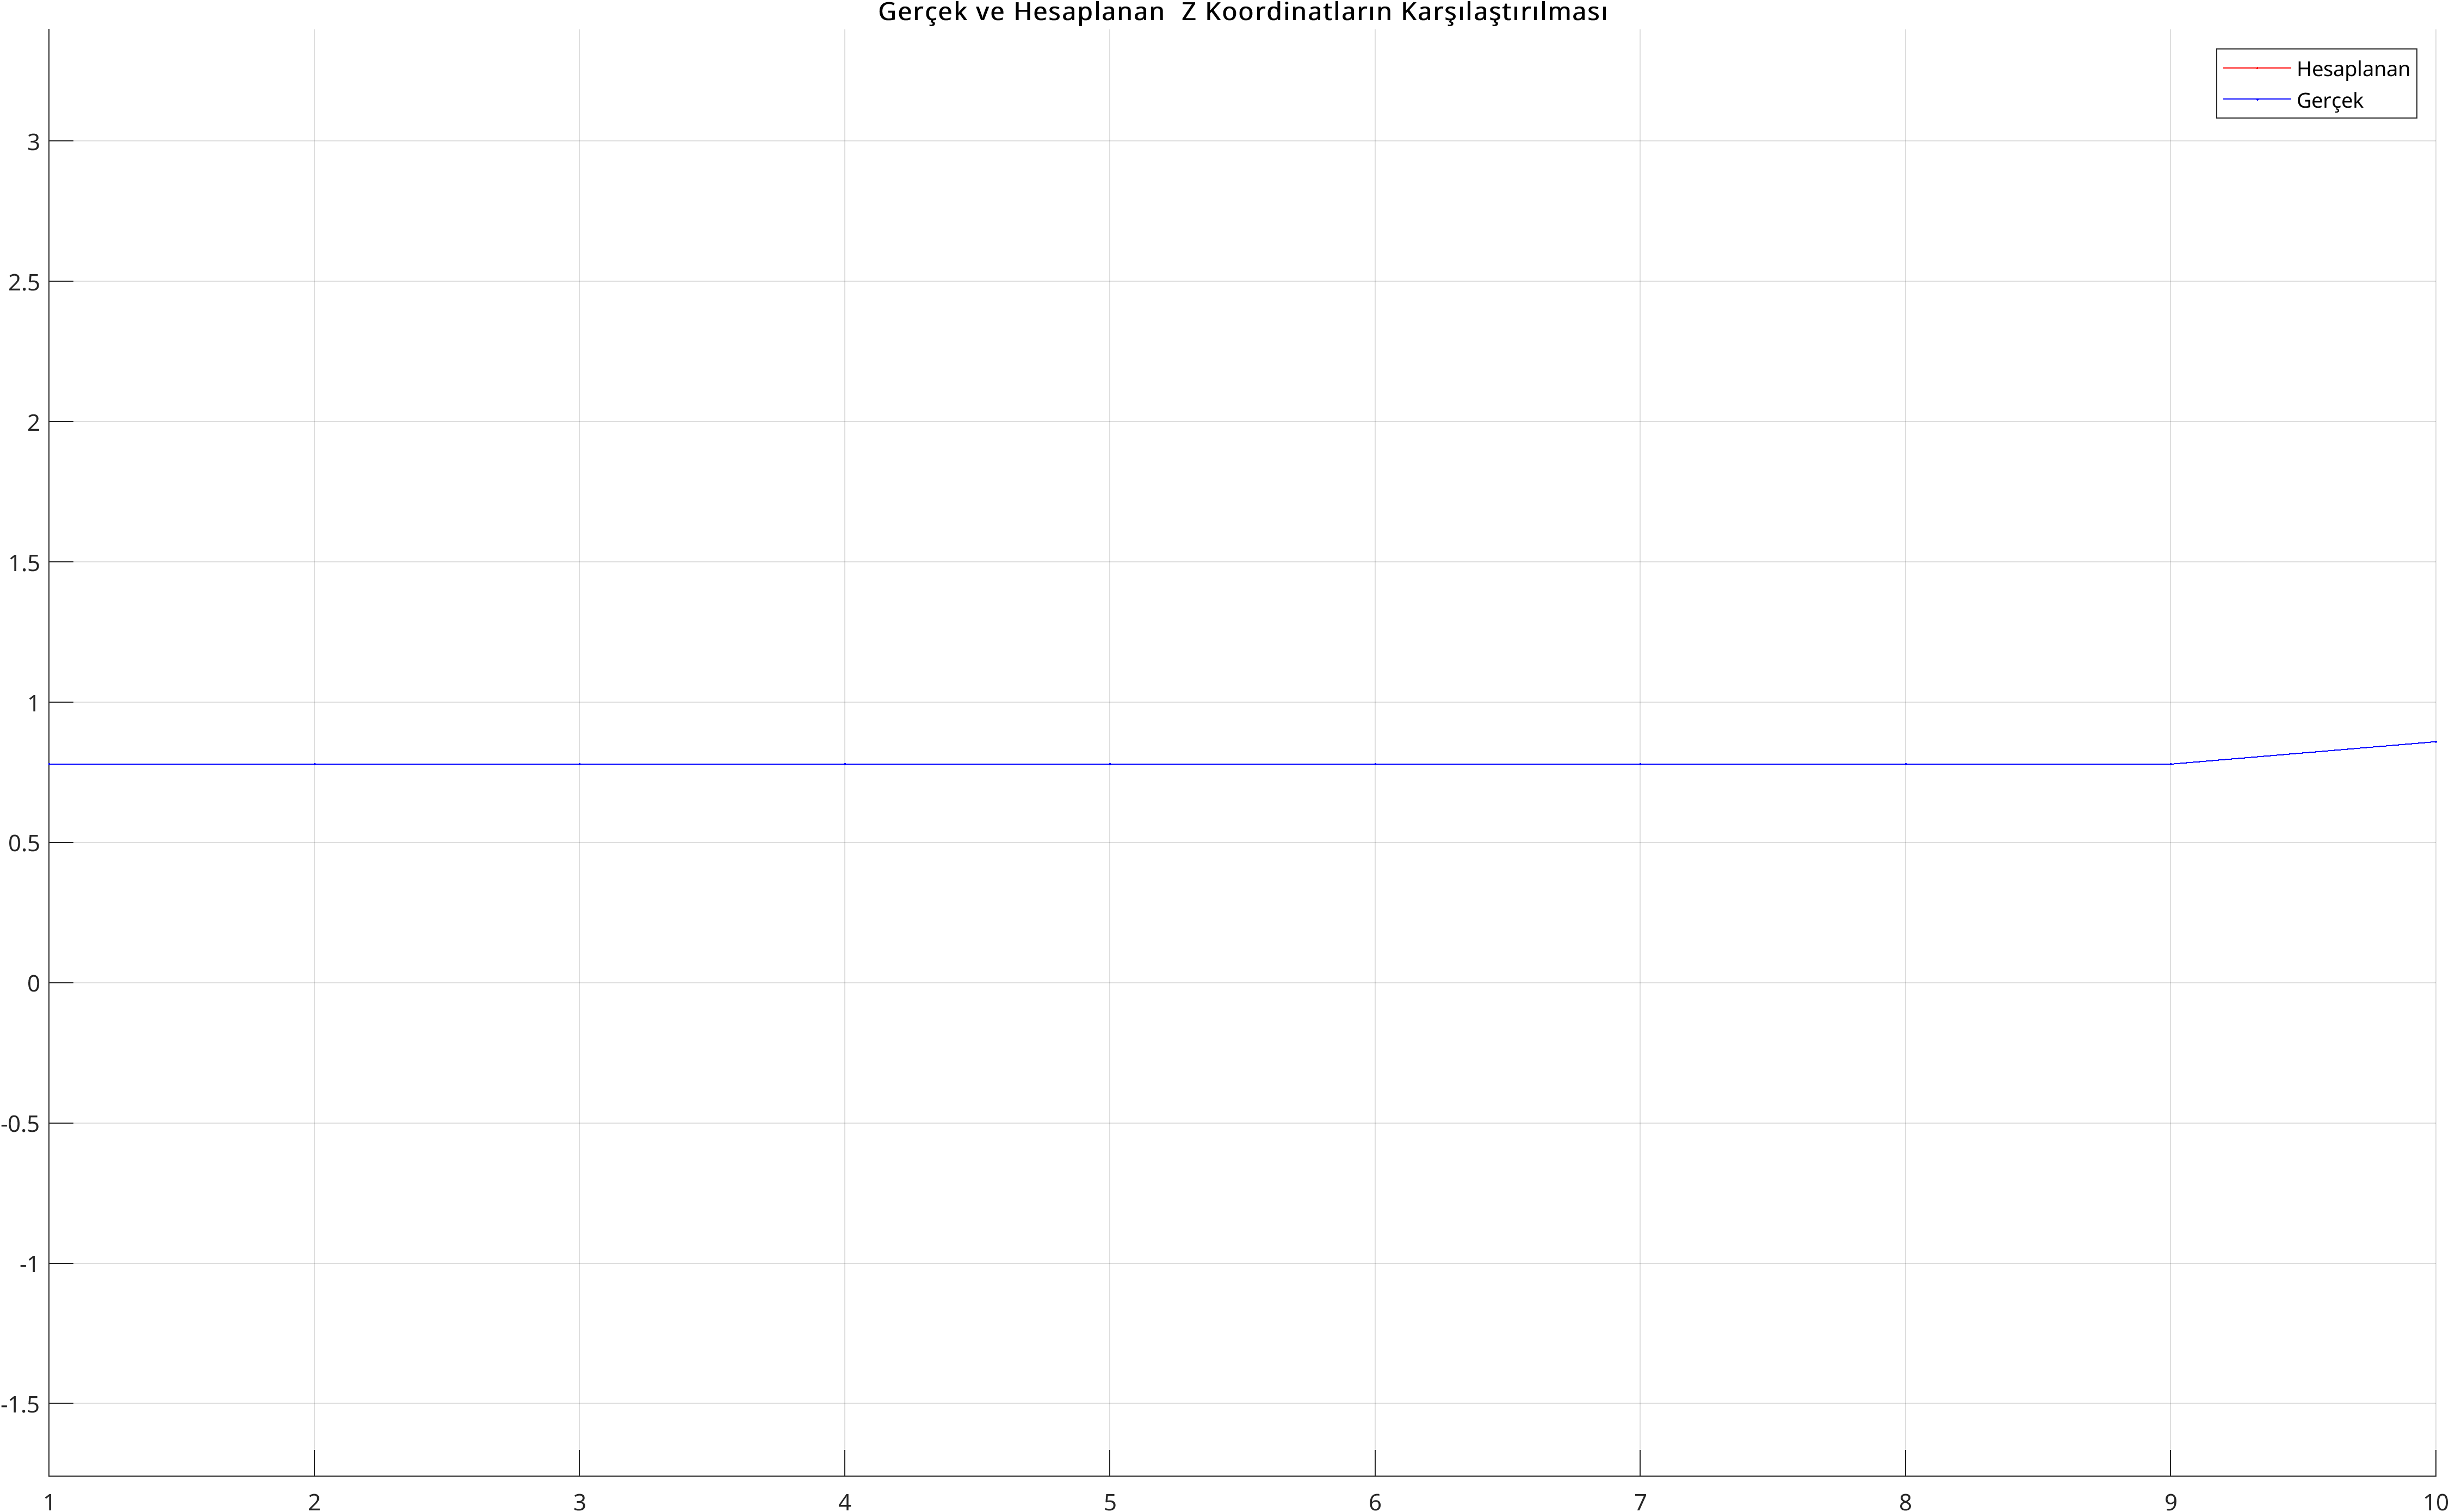 Gerçek ve Hesaplanan  Z Koordinatların Karşılaştırılması
Hesaplanan
Gerçek
3
2.5
2
1.5
1
0.5
0
-0.5
-1
-1.5
1 2 3 4 5 6 7 8 9 10